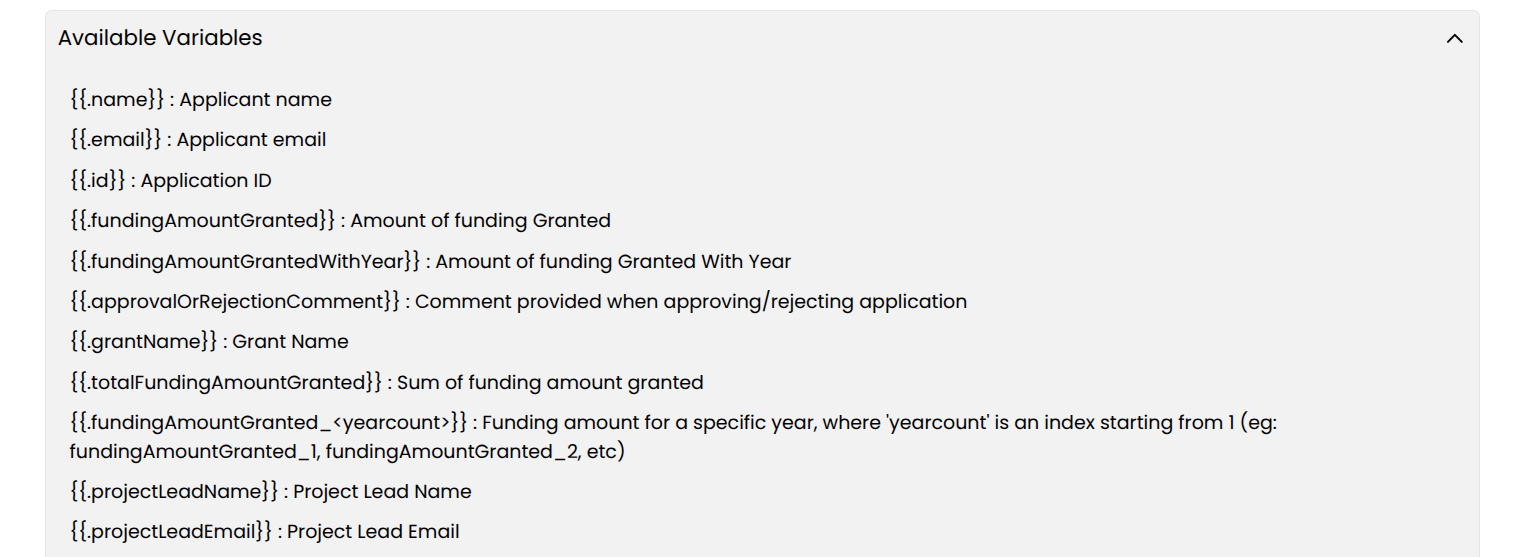 Available Variables
{{.name}} : Applicant name
{{.email}} : Applicant email
{{.id}} : Application ID
{{.fundingAmountGranted}} : Amount of funding Granted
{{.fundingAmountGrantedWithYear}} : Amount of funding Granted With Year
{{.approvalOrRejectionComment}} : Comment provided when approving/rejecting application
{{.grantName}} : Grant Name
{{.totalFundingAmountGranted}} : Sum of funding amount granted
{{.fundingAmountGranted_<yearcount>}} : Funding amount for a specific year, where 'yearcount' is an index starting from 1 (eg:
fundingAmountGranted_1, fundingAmountGranted_2, etc)
{{.projectLeadName}} : Project Lead Name
{{.projectLeadEmail}} : Project Lead Email